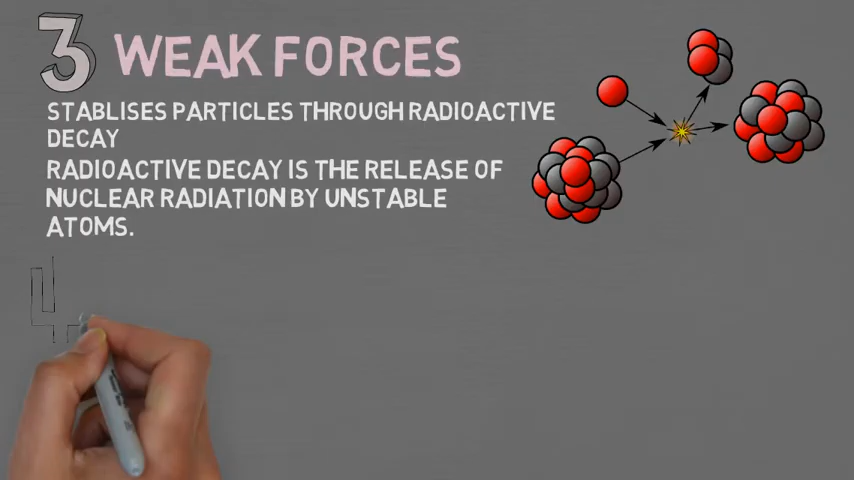 3 WEAK FORCES
STABLISES PARTICLES THROUGH RADIOACTIVE
DECAY
RADIOACTIVE DECAY IS THE RELEASE OF
NUCLEAR RADIATION BY UNSTABLE
ATOMS.
4